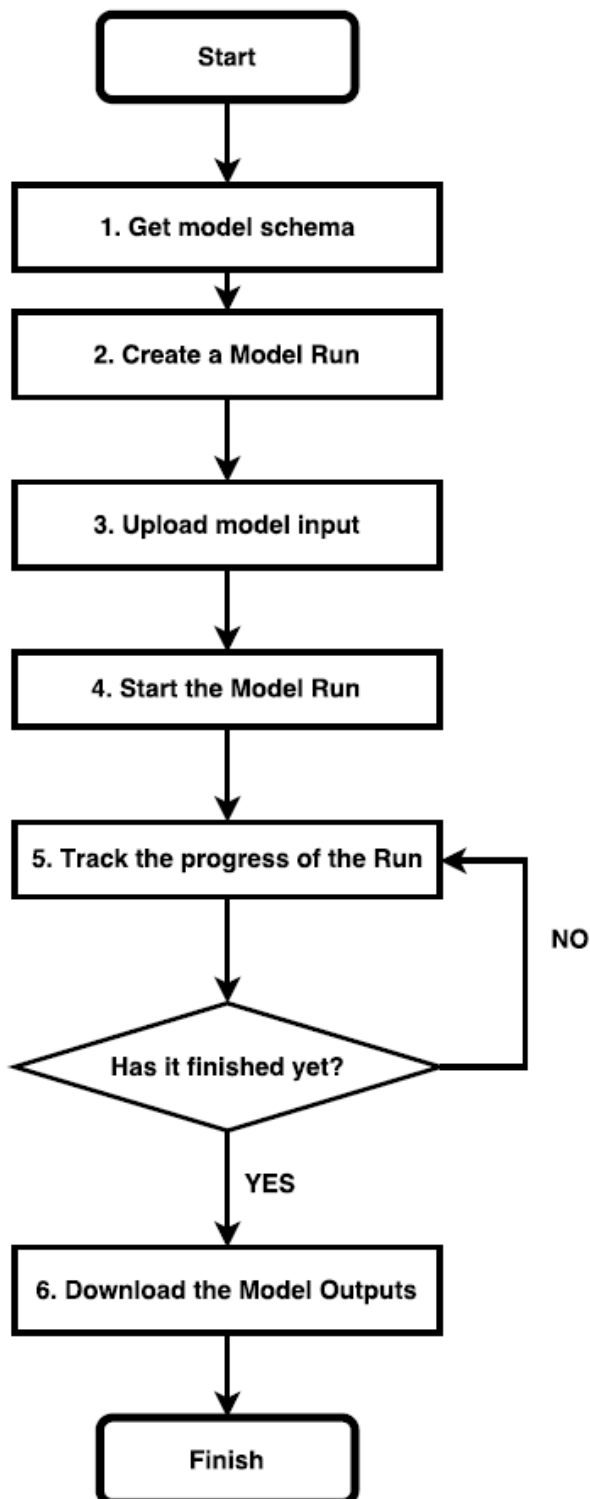 Start
1. Get model schema
2. Create a Model Run
3. Upload model input
4. Start the Model Run
5. Track the progress of the Run
NO
Has it finished yet?
YES
6. Download the Model Outputs
Finish